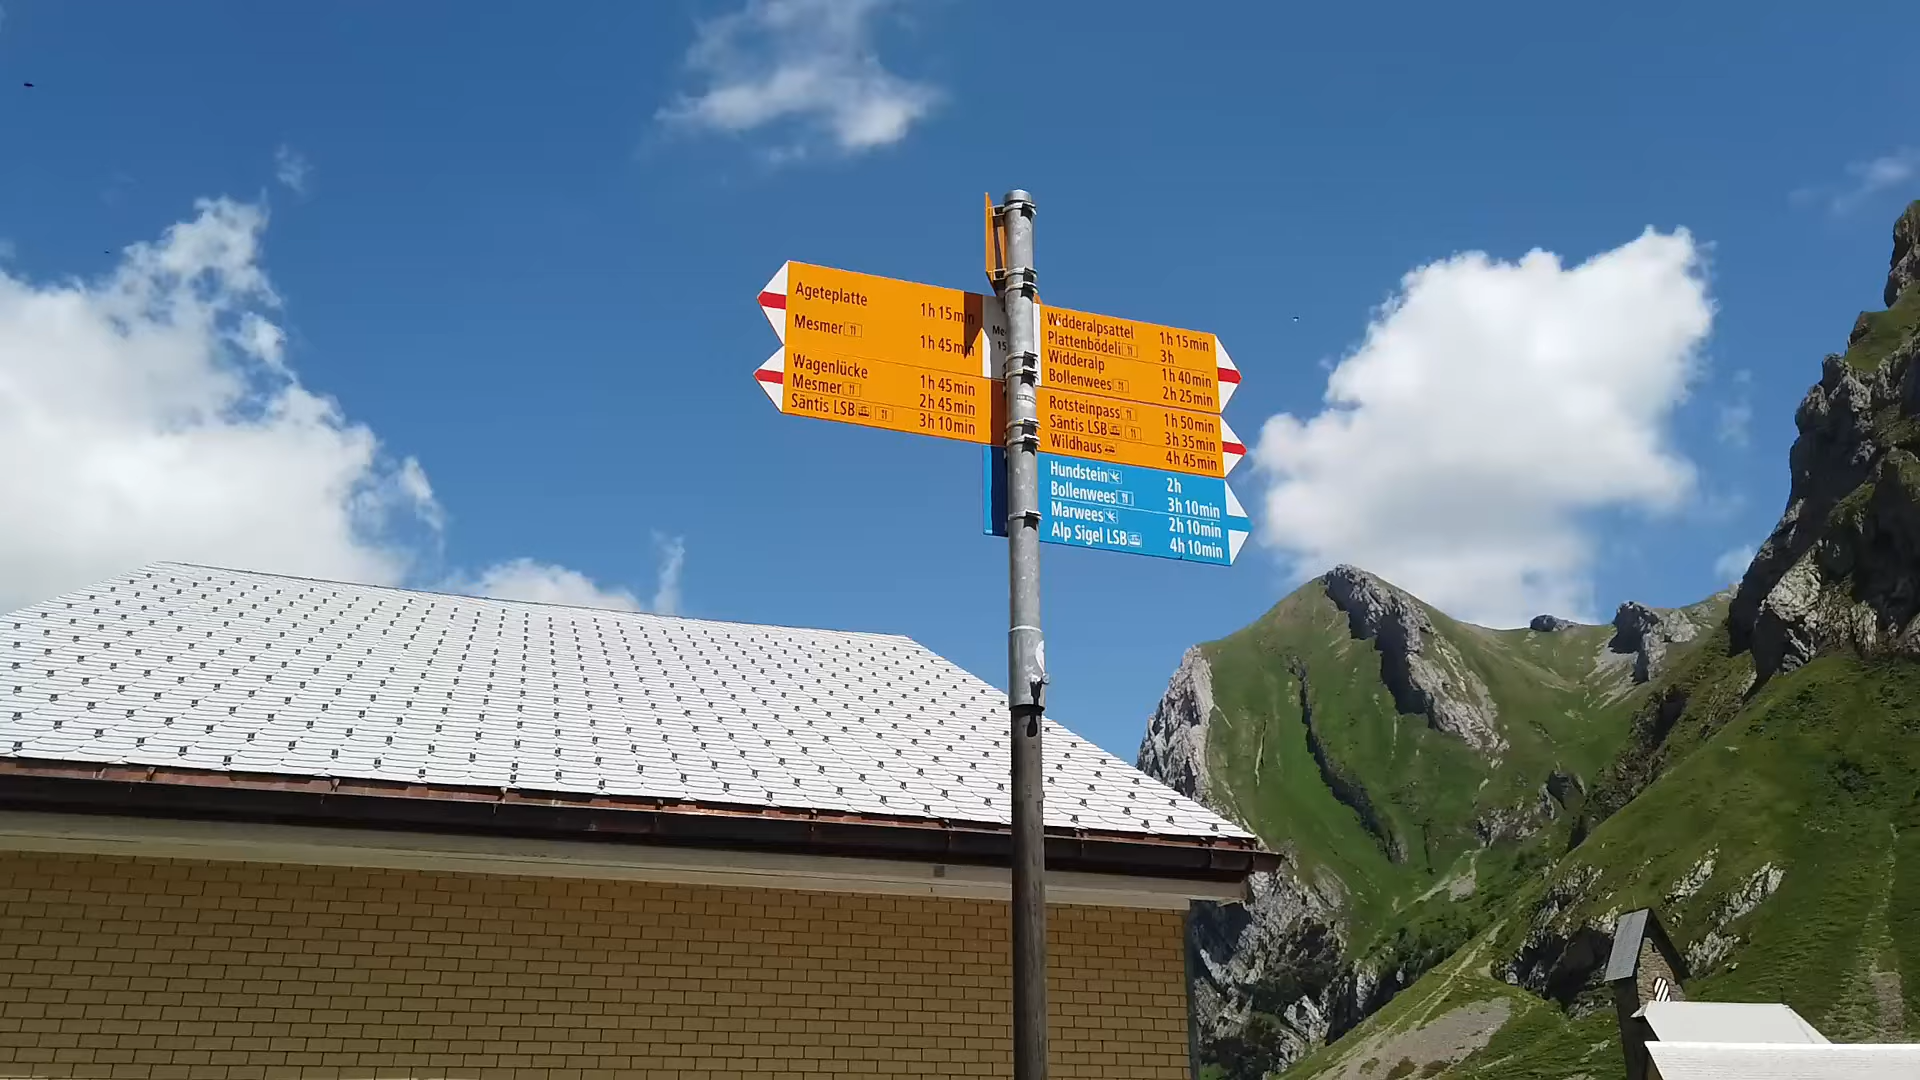 Ageteplatte 1h 15min
Mesmer 1h 45min
Wagenlücke 1h 45min
Mesmer 2h 45min
Säntis LSB 3h 10min
Widderalpsattel 1h 15min
Plattenbödeli 3h
Widderalp 1h 40min
Bollenwees 2h 25min
Rotsteinpass 1h 50min
Säntis LSB 3h 35min
Wildhaus 4h 45min
Hundstein 2h
Bollenwees 3h 10min
Marwees 2h 10min
Alp Sigel LSB 4h 10min